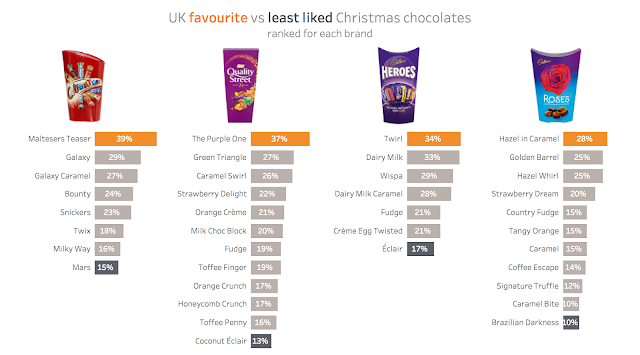 UK favourite vs least liked Christmas chocolates
ranked for each brand
Quality Street
Cadbury
HEROES
Cadbury
ROSES
Maltesers Teaser 39%
Galaxy 29%
Galaxy Caramel 27%
Bounty 24%
Snickers 23%
Twix 18%
Milky Way 16%
Mars 15%
The Purple One 37%
Green Triangle 27%
Caramel Swirl 26%
Strawberry Delight 22%
Orange Crème 21%
Milk Choc Block 20%
Fudge 19%
Toffee Finger 19%
Orange Crunch 17%
Honeycomb Crunch 17%
Toffee Penny 16%
Coconut Éclair 13%
Twirl 34%
Dairy Milk 33%
Wispa 29%
Dairy Milk Caramel 28%
Fudge 21%
Crème Egg Twisted 21%
Éclair 17%
Hazel in Caramel 28%
Golden Barrel 25%
Hazel Whirl 25%
Strawberry Dream 20%
Country Fudge 15%
Tangy Orange 15%
Caramel 15%
Coffee Escape 14%
Signature Truffle 12%
Caramel Bite 10%
Brazilian Darkness 10%